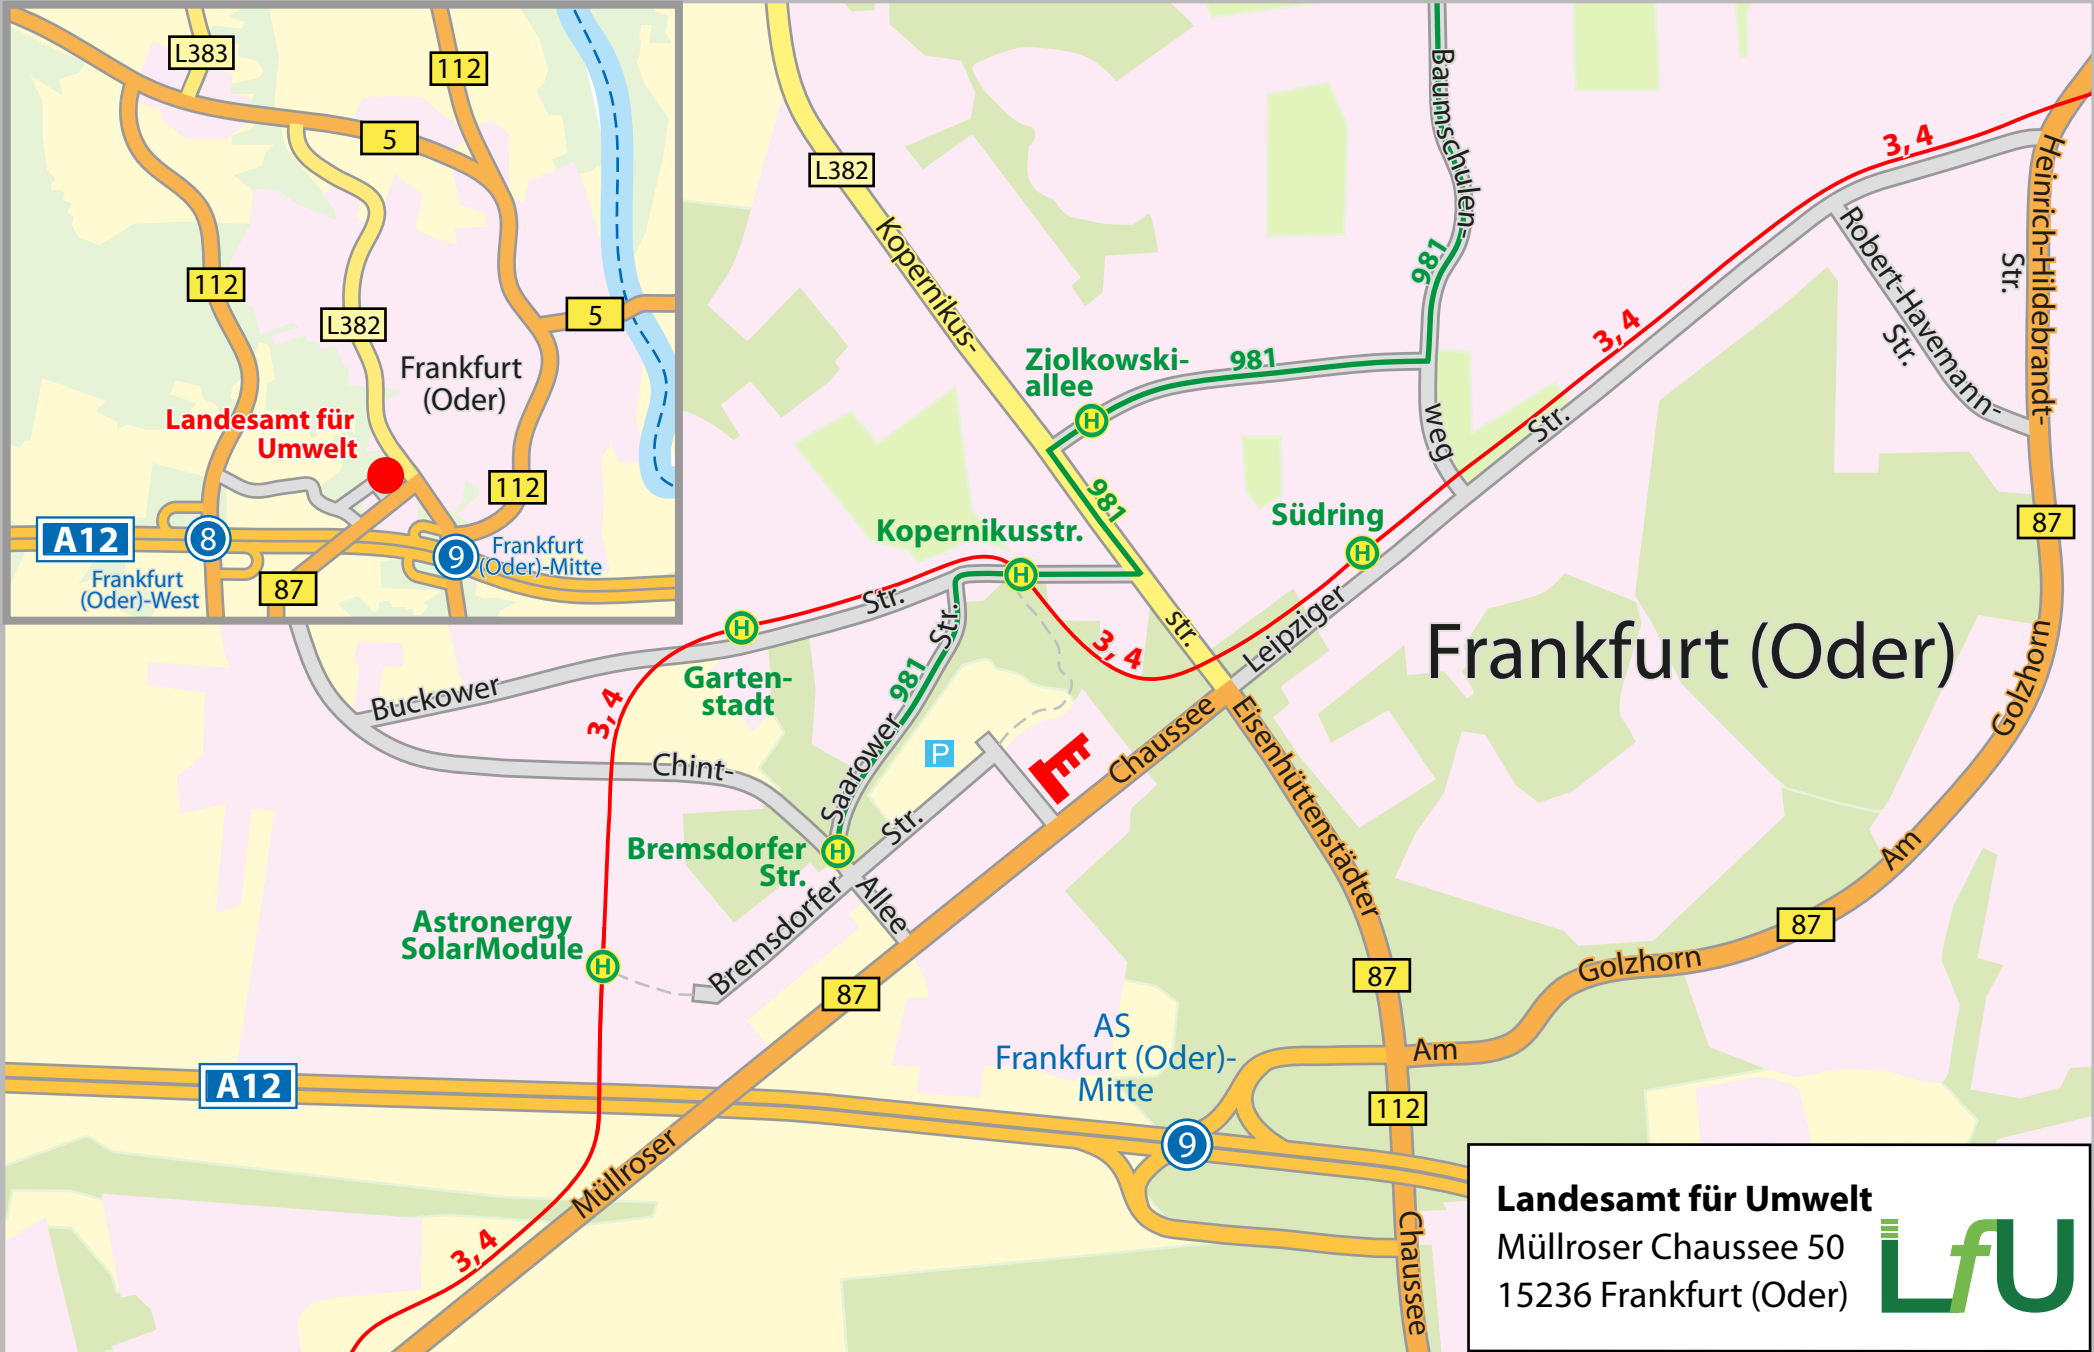 L383
112
5
112
L382
5
Frankfurt
(Oder)
Landesamt für
Umwelt
112
A12
8
9
Frankfurt
(Oder)-Mitte
Frankfurt
(Oder)-West
87
L382
Kopernikus-
str.
Baumschulen-
weg
981
981
981
981
3, 4
3, 4
3, 4
3, 4
3, 4
Heinrich-Hildebrandt-
Str.
Robert-Havemann-
Str.
Ziolkowski-
allee
H
Kopernikusstr.
H
Südring
H
Leipziger
Str.
87
Frankfurt (Oder)
Buckower
Str.
H
Garten-
stadt
Saarower
Str.
Chint-
Allee
P
Bremsdorfer
Str.
H
Bremsdorfer
Str.
Astronergy
SolarModule
H
Müllroser
Chaussee
87
Eisenhüttenstädter
Chaussee
87
112
Am
Golzhorn
87
Am
Golzhorn
AS
Frankfurt (Oder)-
Mitte
9
A12
Landesamt für Umwelt
Müllroser Chaussee 50
15236 Frankfurt (Oder)
LfU